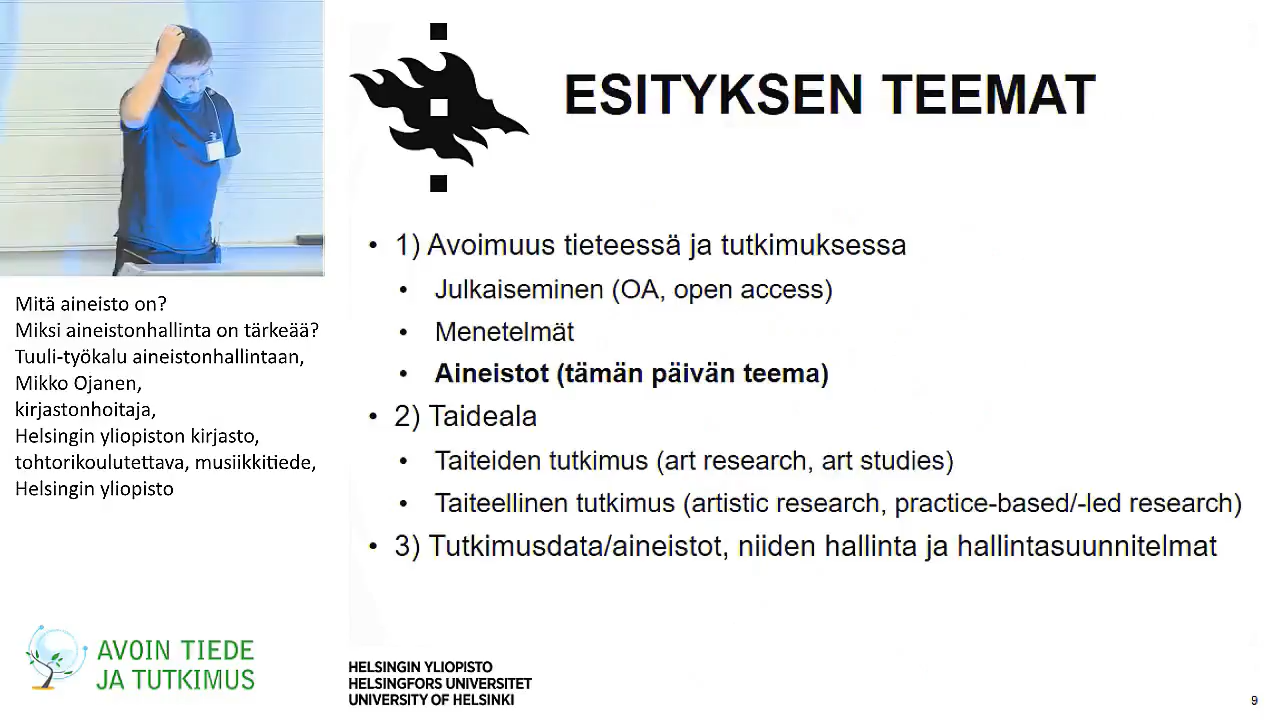 ESITYKSEN TEEMAT
• 1) Avoimuus tieteessä ja tutkimuksessa
• Julkaiseminen (OA, open access)
• Menetelmät
• Aineistot (tämän päivän teema)
• 2) Taideala
• Taiteiden tutkimus (art research, art studies)
• Taiteellinen tutkimus (artistic research, practice-based/-led research)
• 3) Tutkimusdata/aineistot, niiden hallinta ja hallintasuunnitelmat
Mitä aineisto on?
Miksi aineistonhallinta on tärkeää?
Tuuli-työkalu aineistonhallintaan,
Mikko Ojanen,
kirjastonhoitaja,
Helsingin yliopiston kirjasto,
tohtorikoulutettava, musiikkitiede,
Helsingin yliopisto
AVOIN TIEDE
JA TUTKIMUS
HELSINGIN YLIOPISTO
HELSINGFORS UNIVERSITET
UNIVERSITY OF HELSINKI
9